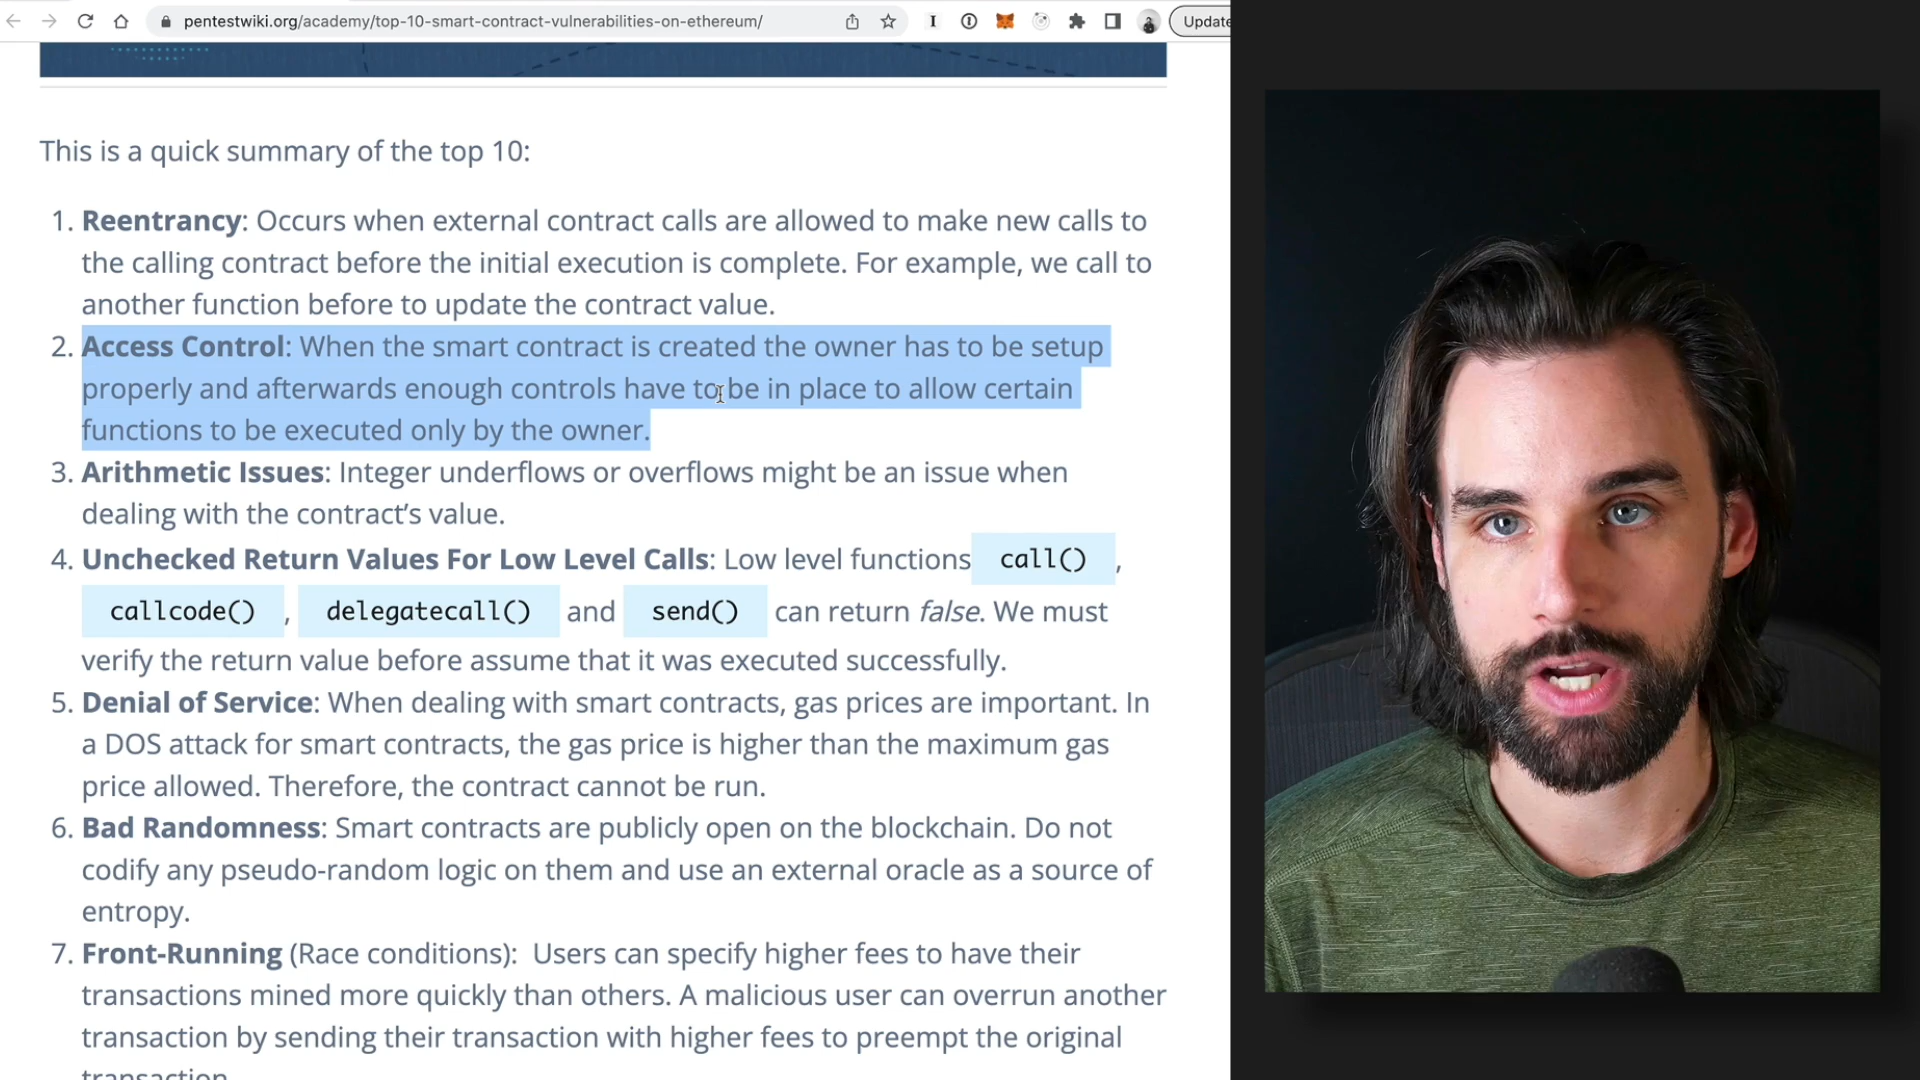 pentestwiki.org/academy/top-10-smart-contract-vulnerabilities-on-ethereum/
Update
This is a quick summary of the top 10:
1. Reentrancy: Occurs when external contract calls are allowed to make new calls to
the calling contract before the initial execution is complete. For example, we call to
another function before to update the contract value.
2. Access Control: When the smart contract is created the owner has to be setup
properly and afterwards enough controls have to be in place to allow certain
functions to be executed only by the owner.
3. Arithmetic Issues: Integer underflows or overflows might be an issue when
dealing with the contract’s value.
4. Unchecked Return Values For Low Level Calls: Low level functions call() ,
callcode() , delegatecall() and send() can return false. We must
verify the return value before assume that it was executed successfully.
5. Denial of Service: When dealing with smart contracts, gas prices are important. In
a DOS attack for smart contracts, the gas price is higher than the maximum gas
price allowed. Therefore, the contract cannot be run.
6. Bad Randomness: Smart contracts are publicly open on the blockchain. Do not
codify any pseudo-random logic on them and use an external oracle as a source of
entropy.
7. Front-Running (Race conditions): Users can specify higher fees to have their
transactions mined more quickly than others. A malicious user can overrun another
transaction by sending their transaction with higher fees to preempt the original
transaction.